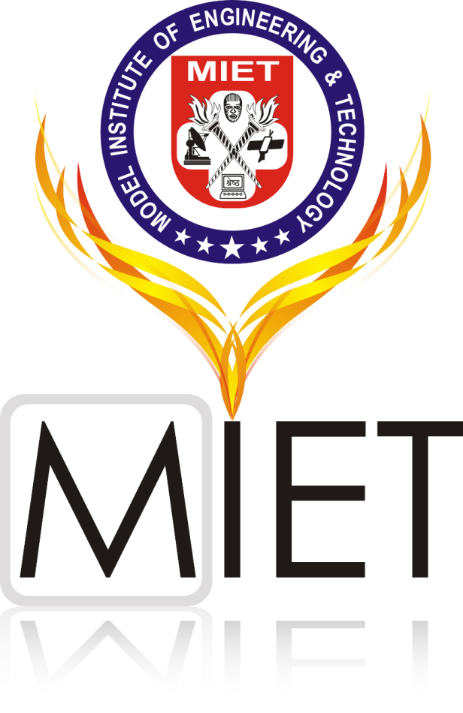 MODEL INSTITUTE OF ENGINEERING & TECHNOLOGY
MIET
MIET